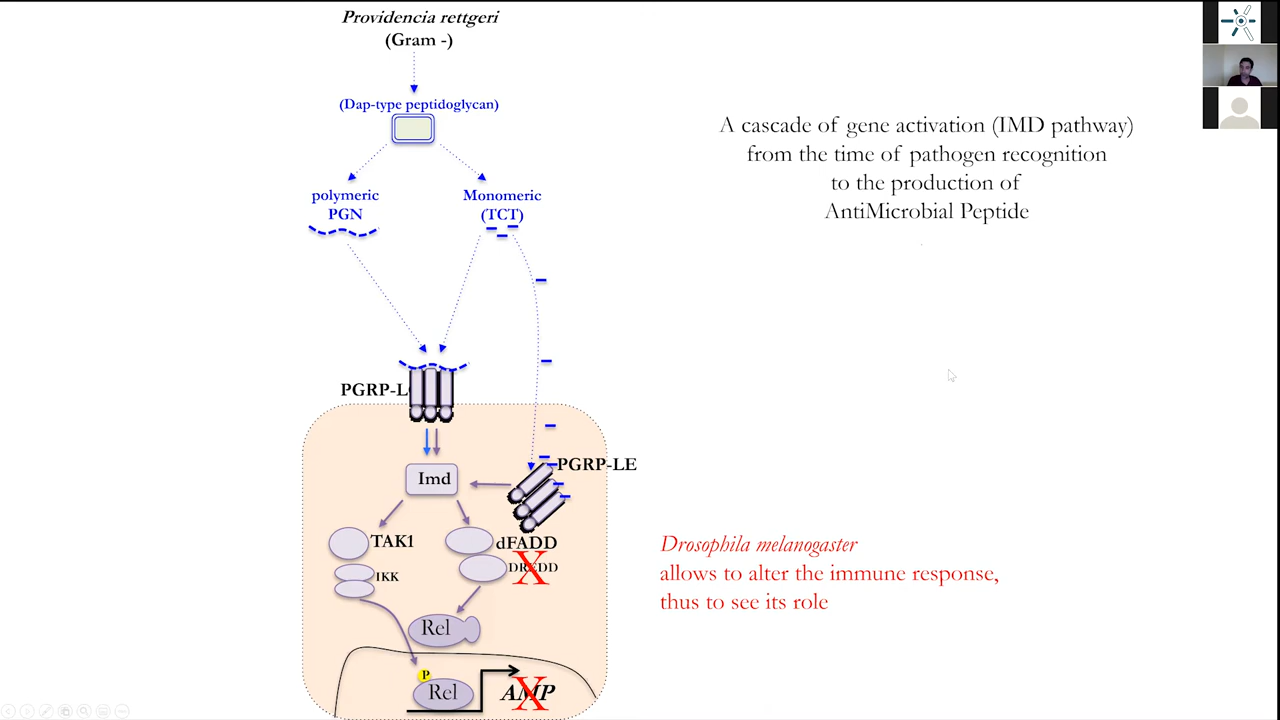 Providencia rettgeri
(Gram -)
(Dap-type peptidoglycan)
polymeric
PGN
Monomeric
(TCT)
A cascade of gene activation (IMD pathway)
from the time of pathogen recognition
to the production of
AntiMicrobial Peptide
PGRP-L
PGRP-LE
Imd
TAK1
dFADD
IKK
DREDD
Rel
P
Rel
AMP
Drosophila melanogaster
allows to alter the immune response,
thus to see its role